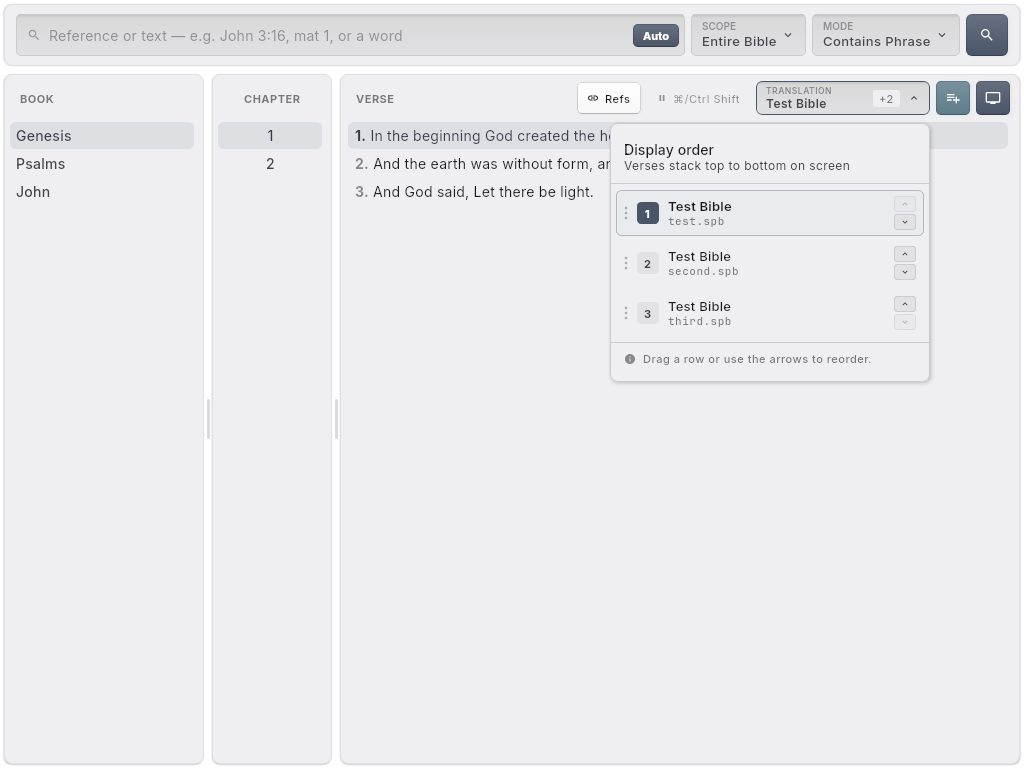 Reference or text — e.g. John 3:16, mat 1, or a word
Auto
SCOPE
Entire Bible
MODE
Contains Phrase
BOOK
Genesis
Psalms
John
CHAPTER
1
2
VERSE
Refs
⌘/Ctrl Shift
TRANSLATION
Test Bible
+2
1. In the beginning God created the
2. And the earth was without form,
3. And God said, Let there be light.
Display order
Verses stack top to bottom on screen
1
Test Bible
test.spb
2
Test Bible
second.spb
3
Test Bible
third.spb
Drag a row or use the arrows to reorder.